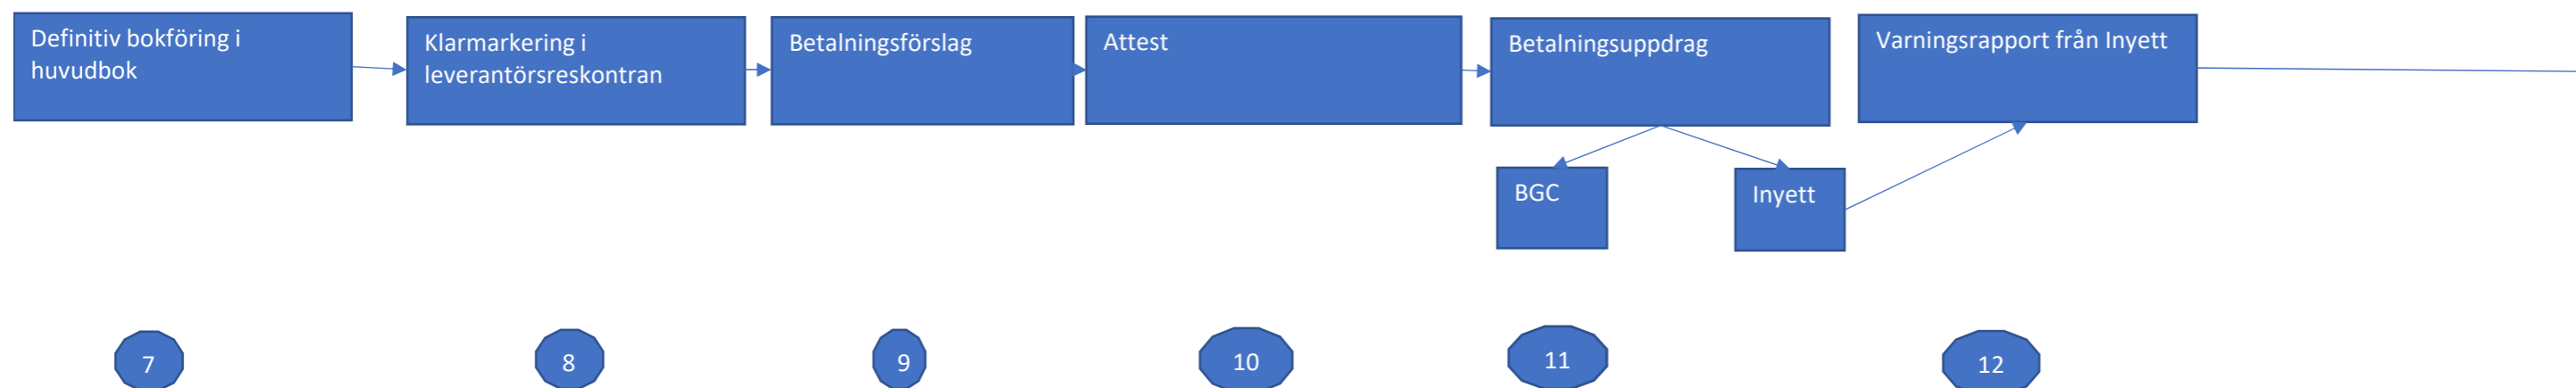 Definitiv bokföring i
huvudbok
Klarmarkering i
leverantörsreskontran
Betalningsförslag
Attest
Betalningsuppdrag
Varningsrapport från Inyett
BGC
Inyett
7
8
9
10
11
12